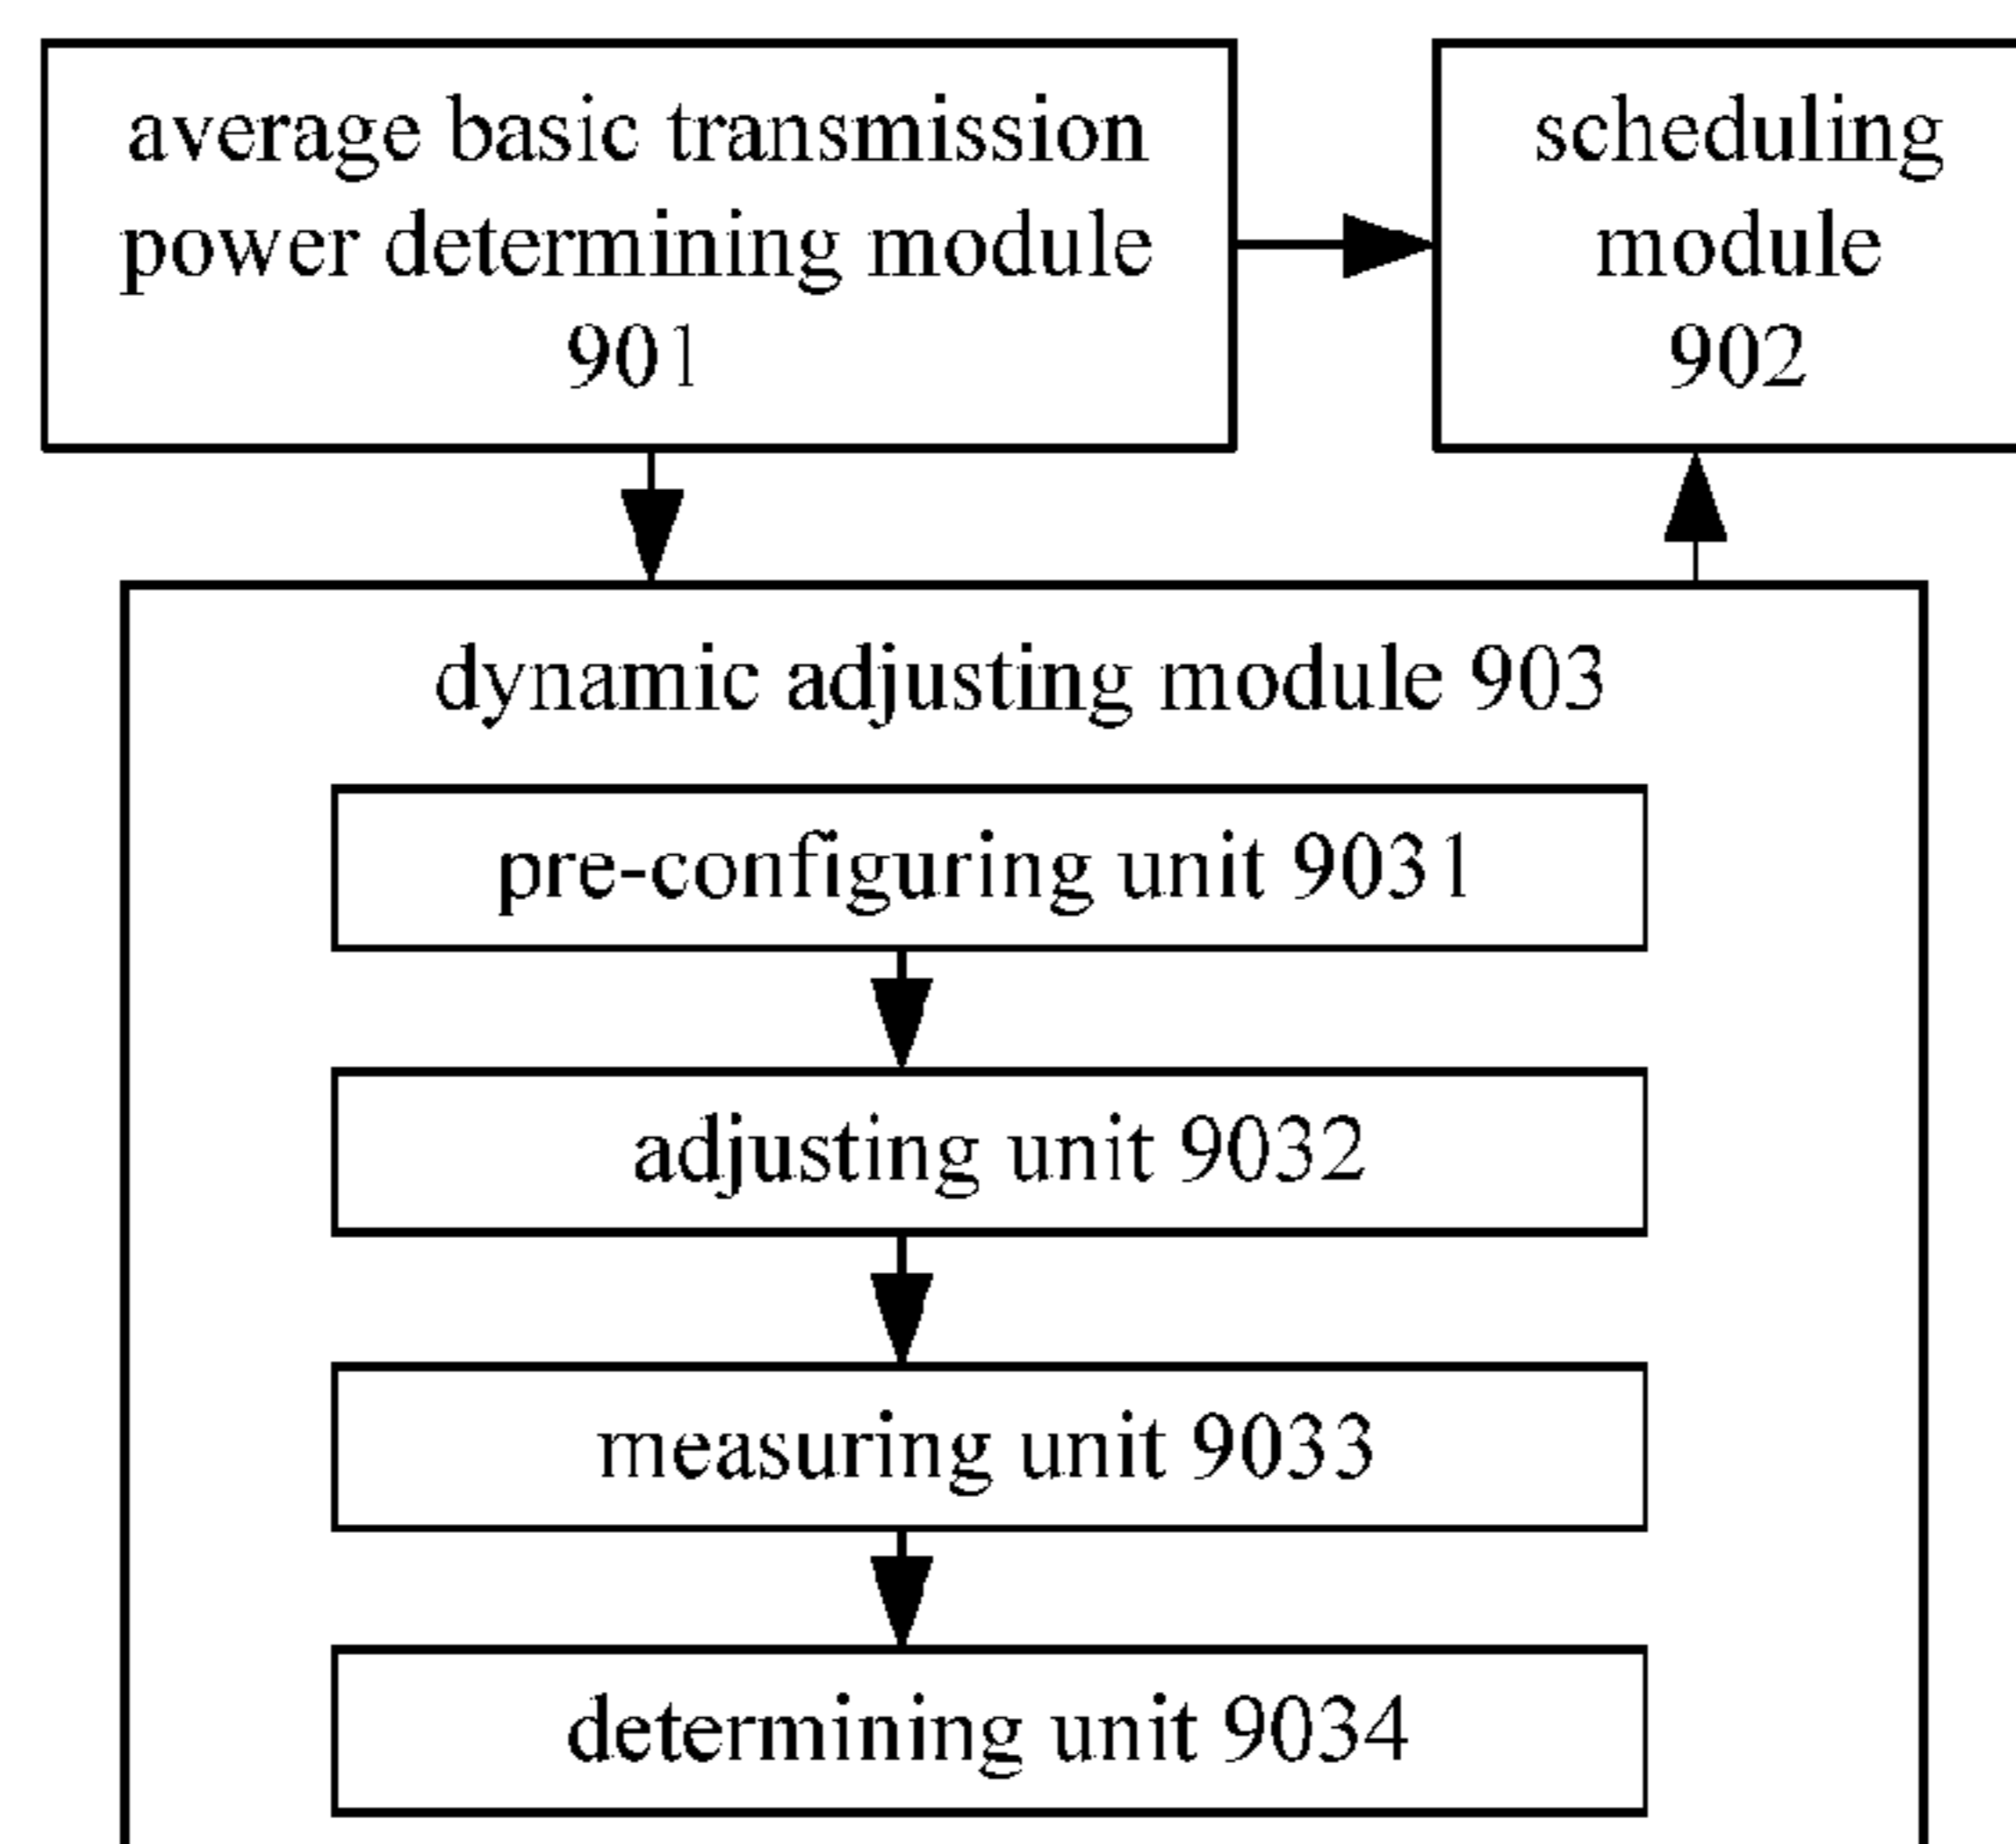 average basic transmission
power determining module
901
scheduling
module
902
dynamic adjusting module 903
pre-configuring unit 9031
adjusting unit 9032
measuring unit 9033
determining unit 9034